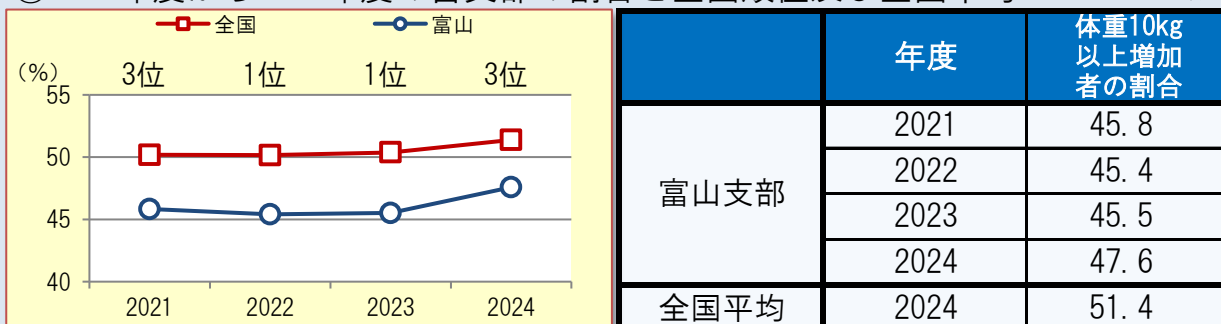 全国 富山
(%) 3位 1位 1位 3位
55
50
45
40
2021 2022 2023 2024
年度 体重10kg
以上増加
者の割合
富山支部
2021 45.8
2022 45.4
2023 45.5
2024 47.6
全国平均 2024 51.4